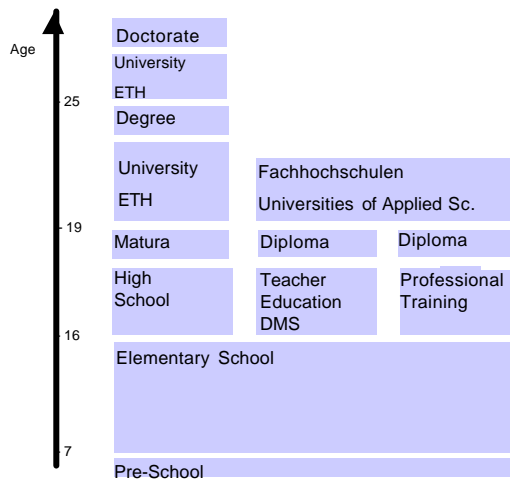 Doctorate
Age
University
ETH
25
Degree
University
ETH
Fachhochschulen
Universities of Applied Sc.
19
Matura
Diploma
Diploma
High
School
Teacher
Education
DMS
Professional
Training
16
Elementary School
7
Pre-School